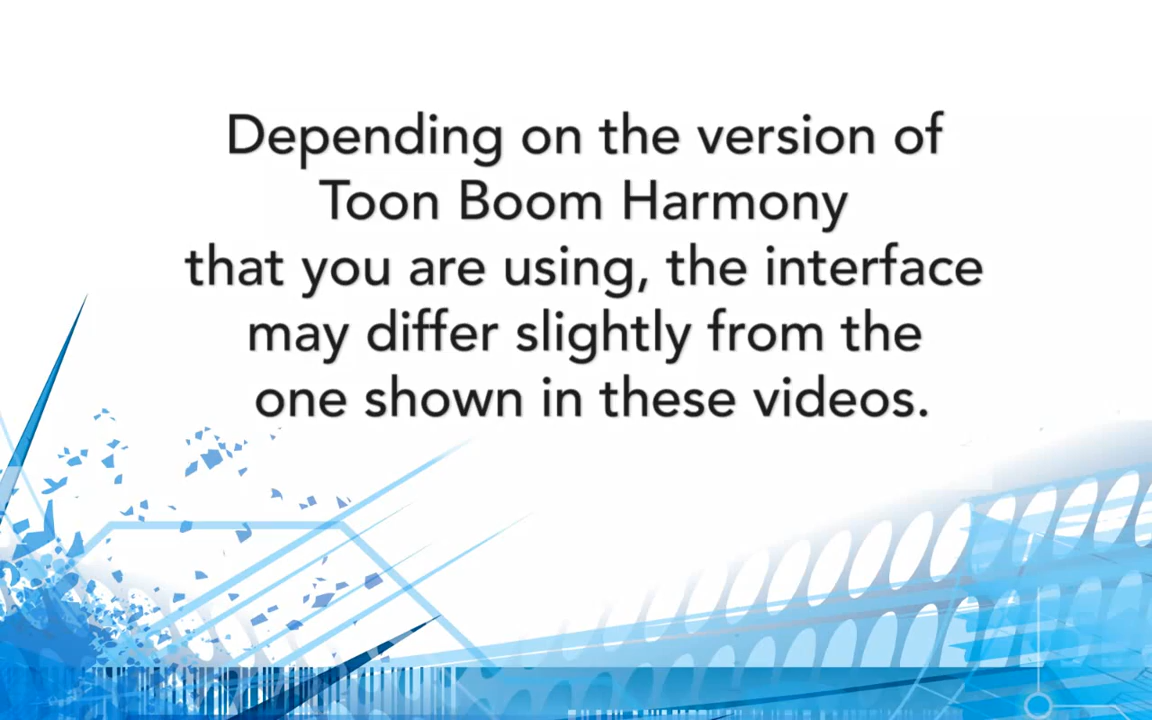 Depending on the version of
Toon Boom Harmony
that you are using, the interface
may differ slightly from the
one shown in these videos.